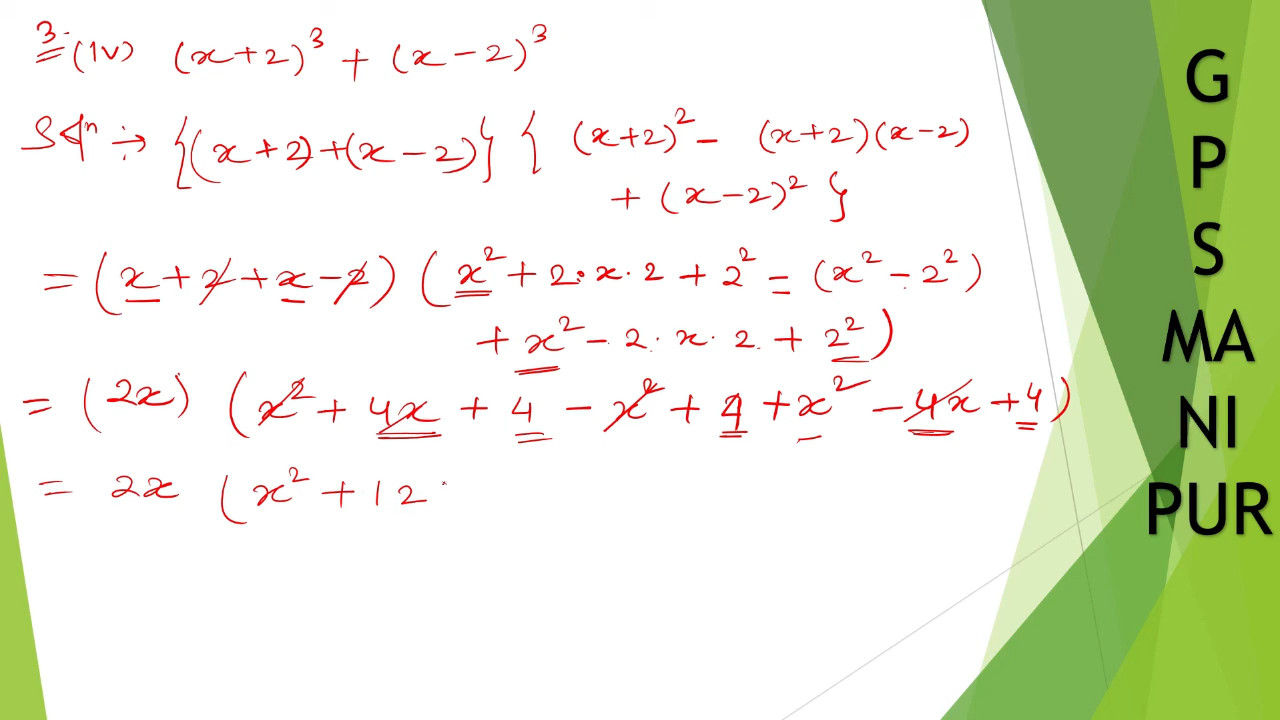 3. (iv) (x+2)³ + (x-2)³
Solⁿ :→ {(x+2)+(x-2)} { (x+2)² - (x+2)(x-2)
+ (x-2)² }
= (x+2+x-2) (x² + 2·x·2 + 2² = (x² - 2²)
+ x² - 2·x·2 + 2²)
= (2x) (x² + 4x + 4 - x² + 4 + x² - 4x + 4)
= 2x (x² + 12
G
P
S
MA
NI
PUR